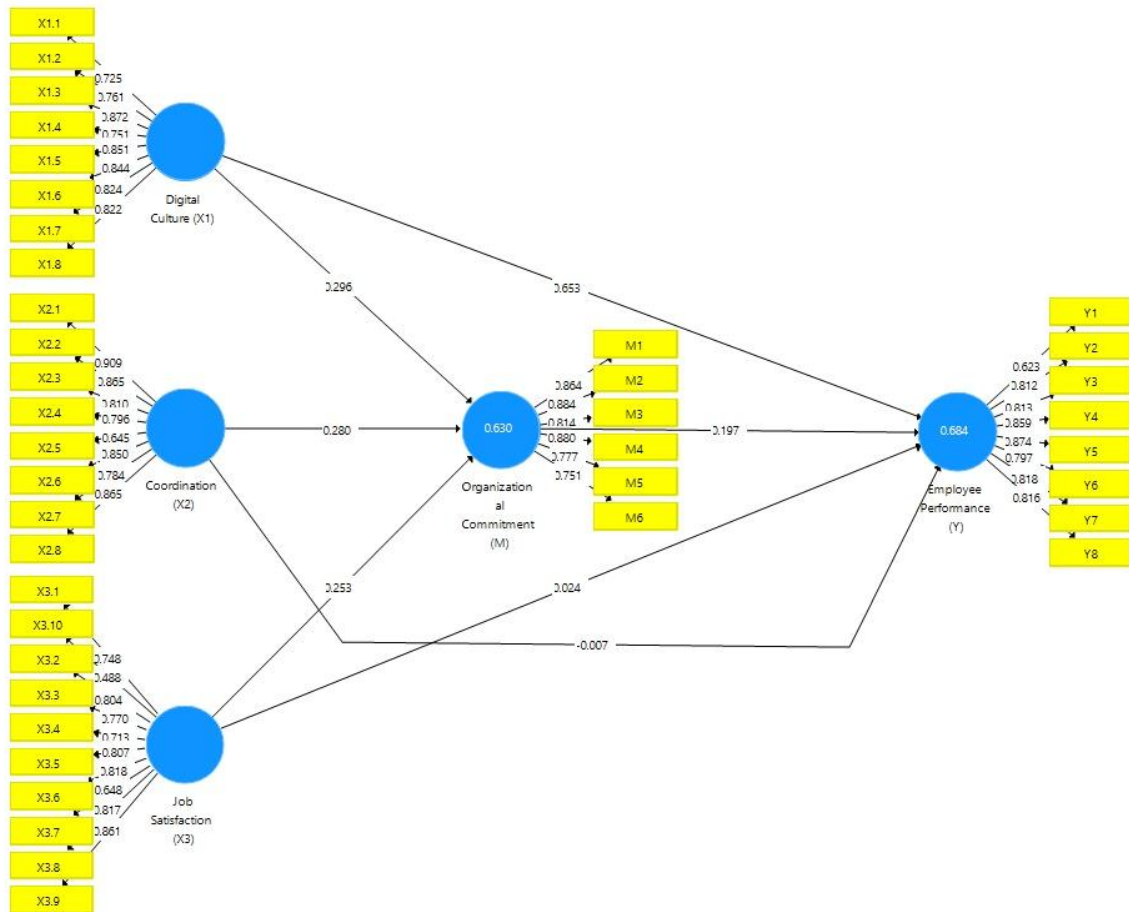 X1.1
X1.2
X1.3
X1.4
X1.5
X1.6
X1.7
X1.8
0.725
0.761
0.872
0.751
0.851
0.844
0.824
0.822
Digital
Culture (X1)
0.296
0.653
X2.1
X2.2
X2.3
X2.4
X2.5
X2.6
X2.7
X2.8
0.909
0.865
0.810
0.796
0.645
0.850
0.784
0.865
Coordination
(X2)
0.280
0.630
Organization
al
Commitment
(M)
M1
M2
M3
M4
M5
M6
0.864
0.884
0.814
0.880
0.777
0.751
0.197
0.684
Employee
Performance
(Y)
Y1
Y2
Y3
Y4
Y5
Y6
Y7
Y8
0.623
0.812
0.813
0.859
0.874
0.797
0.818
0.816
0.253
0.024
-0.007
X3.1
X3.10
X3.2
X3.3
X3.4
X3.5
X3.6
X3.7
X3.8
X3.9
0.748
0.488
0.804
0.770
0.713
0.807
0.818
0.648
0.817
0.861
Job
Satisfaction
(X3)